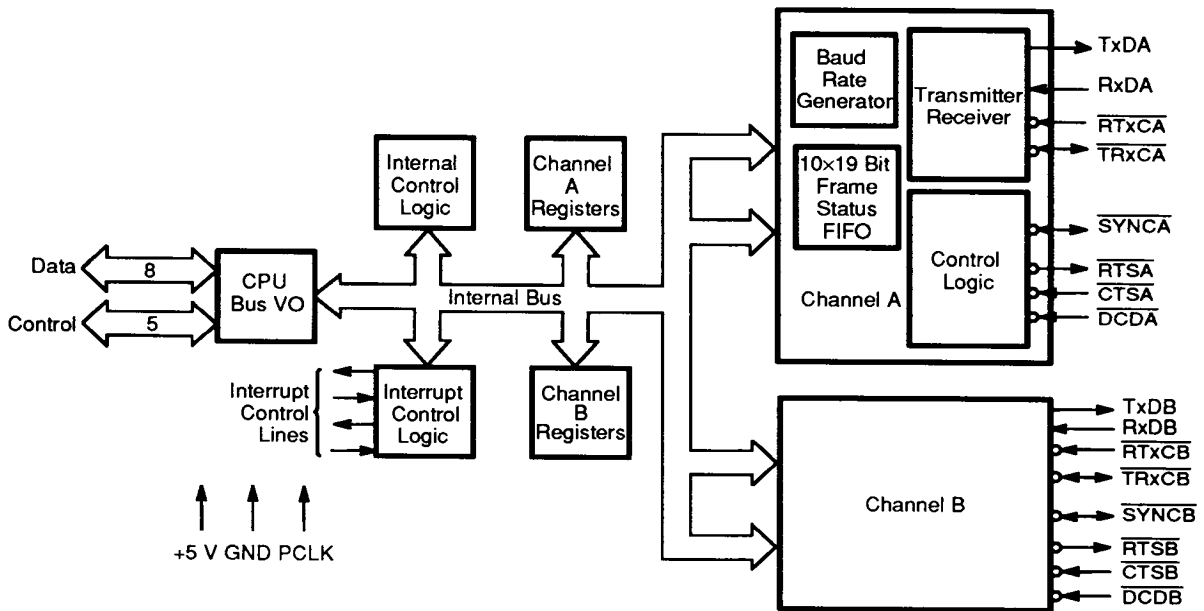 Data
8
Control
5
CPU
Bus VO
Internal
Control
Logic
Channel
A
Registers
Internal Bus
Interrupt
Control
Lines
Interrupt
Control
Logic
Channel
B
Registers
+5 V GND PCLK
Baud
Rate
Generator
10×19 Bit
Frame
Status
FIFO
Transmitter
Receiver
Control
Logic
Channel A
TxDA
RxDA
RTxCA
TRxCA
SYNCA
RTSA
CTSA
DCDA
Channel B
TxDB
RxDB
RTxCB
TRxCB
SYNCB
RTSB
CTSB
DCDB